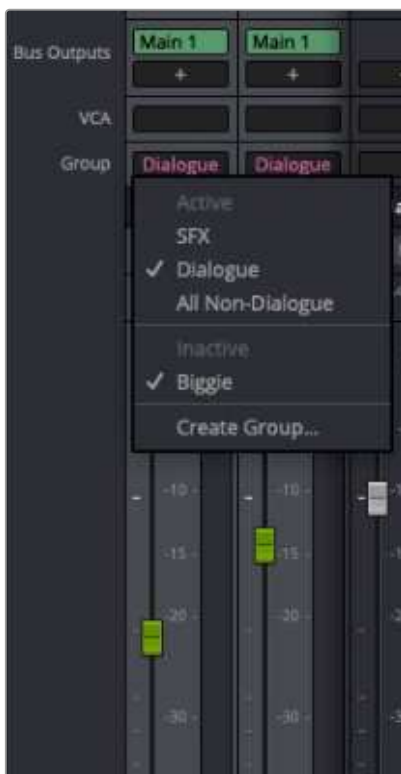 Bus Outputs Main 1 Main 1
+ +
VCA
Group Dialogue Dialogue
Active
SFX
✓ Dialogue
All Non-Dialogue
Inactive
✓ Biggie
Create Group...
-10 -10
-15 -15
-20 -20
-30 -30